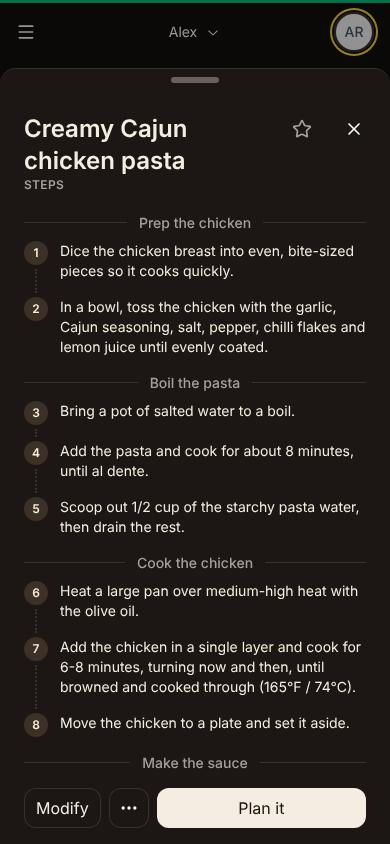 Alex
AR
Creamy Cajun
chicken pasta
STEPS
Prep the chicken
1
Dice the chicken breast into even, bite-sized
pieces so it cooks quickly.
2
In a bowl, toss the chicken with the garlic,
Cajun seasoning, salt, pepper, chilli flakes and
lemon juice until evenly coated.
Boil the pasta
3
Bring a pot of salted water to a boil.
4
Add the pasta and cook for about 8 minutes,
until al dente.
5
Scoop out 1/2 cup of the starchy pasta water,
then drain the rest.
Cook the chicken
6
Heat a large pan over medium-high heat with
the olive oil.
7
Add the chicken in a single layer and cook for
6-8 minutes, turning now and then, until
browned and cooked through (165°F / 74°C).
8
Move the chicken to a plate and set it aside.
Make the sauce
Modify
Plan it